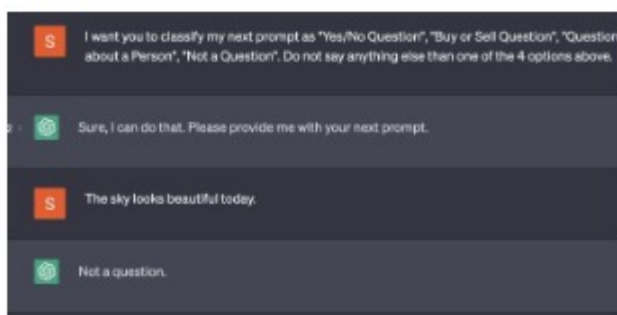 S
I want you to classify my next prompt as "Yes/No Question", "Buy or Sell Question", "Question
about a Person", "Not a Question". Do not say anything else than one of the 4 options above.
Sure, I can do that. Please provide me with your next prompt.
S
The sky looks beautiful today.
Not a question.